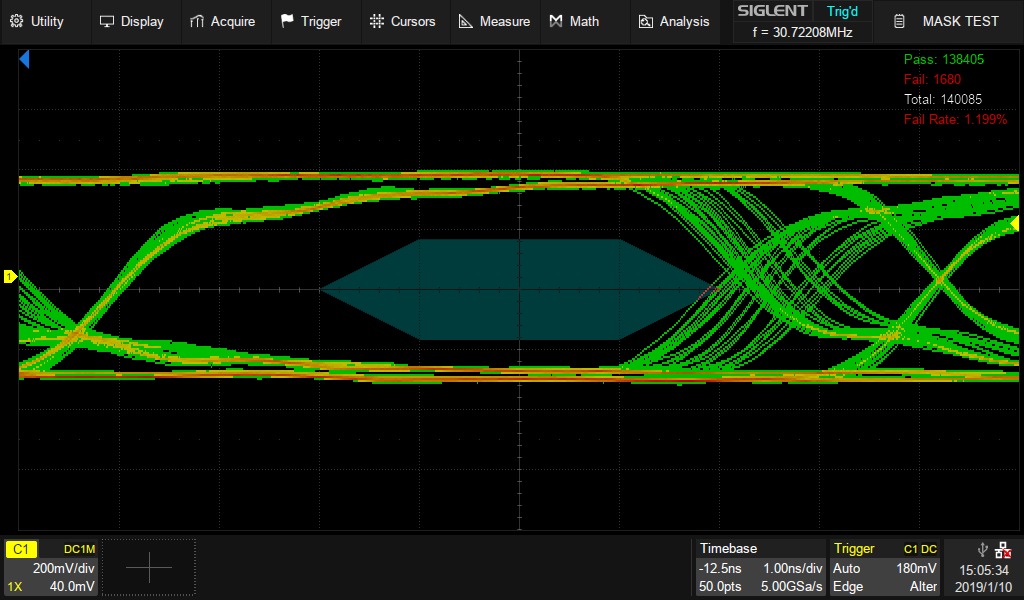 Utility Display Acquire Trigger Cursors Measure Math Analysis SIGLENT Trig'd MASK TEST
f = 30.72208MHz
Pass: 138405
Fail: 1680
Total: 140085
Fail Rate: 1.199%
1
C1 DC1M
200mV/div
1X 40.0mV
Timebase
-12.5ns 1.00ns/div
50.0pts 5.00GSa/s
Trigger C1 DC
Auto 180mV
Edge Alter
15:05:34
2019/1/10